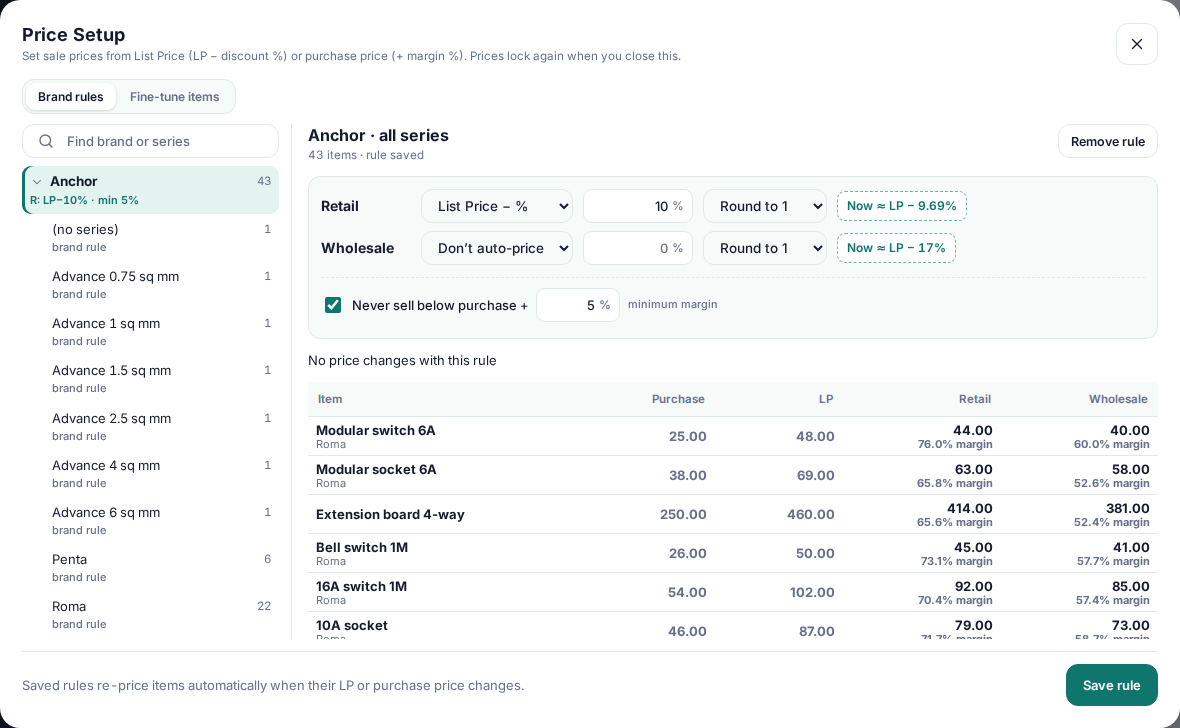 Price Setup
Set sale prices from List Price (LP − discount %) or purchase price (+ margin %). Prices lock again when you close this.
Brand rules Fine-tune items
Find brand or series
Anchor 43
R: LP−10% · min 5%
(no series) 1
brand rule
Advance 0.75 sq mm 1
brand rule
Advance 1 sq mm 1
brand rule
Advance 1.5 sq mm 1
brand rule
Advance 2.5 sq mm 1
brand rule
Advance 4 sq mm 1
brand rule
Advance 6 sq mm 1
brand rule
Penta 6
brand rule
Roma 22
brand rule
Anchor · all series
43 items · rule saved
Remove rule
Retail List Price − % 10 % Round to 1 Now ≈ LP − 9.69%
Wholesale Don’t auto-price 0 % Round to 1 Now ≈ LP − 17%
Never sell below purchase + 5 % minimum margin
No price changes with this rule
Item Purchase LP Retail Wholesale
Modular switch 6A 25.00 48.00 44.00 40.00
Roma 76.0% margin 60.0% margin
Modular socket 6A 38.00 69.00 63.00 58.00
Roma 65.8% margin 52.6% margin
Extension board 4-way 250.00 460.00 414.00 381.00
65.6% margin 52.4% margin
Bell switch 1M 26.00 50.00 45.00 41.00
Roma 73.1% margin 57.7% margin
16A switch 1M 54.00 102.00 92.00 85.00
Roma 70.4% margin 57.4% margin
10A socket 46.00 87.00 79.00 73.00
Roma 71.7% margin 58.7% margin
Saved rules re-price items automatically when their LP or purchase price changes.
Save rule